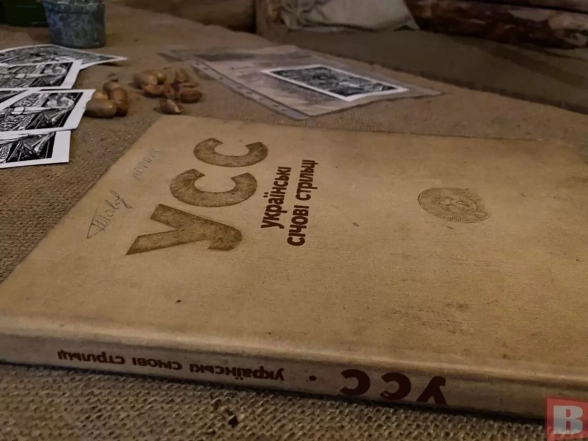 УСС
українські
січові стрільці
УСС • українські січові стрільці
B